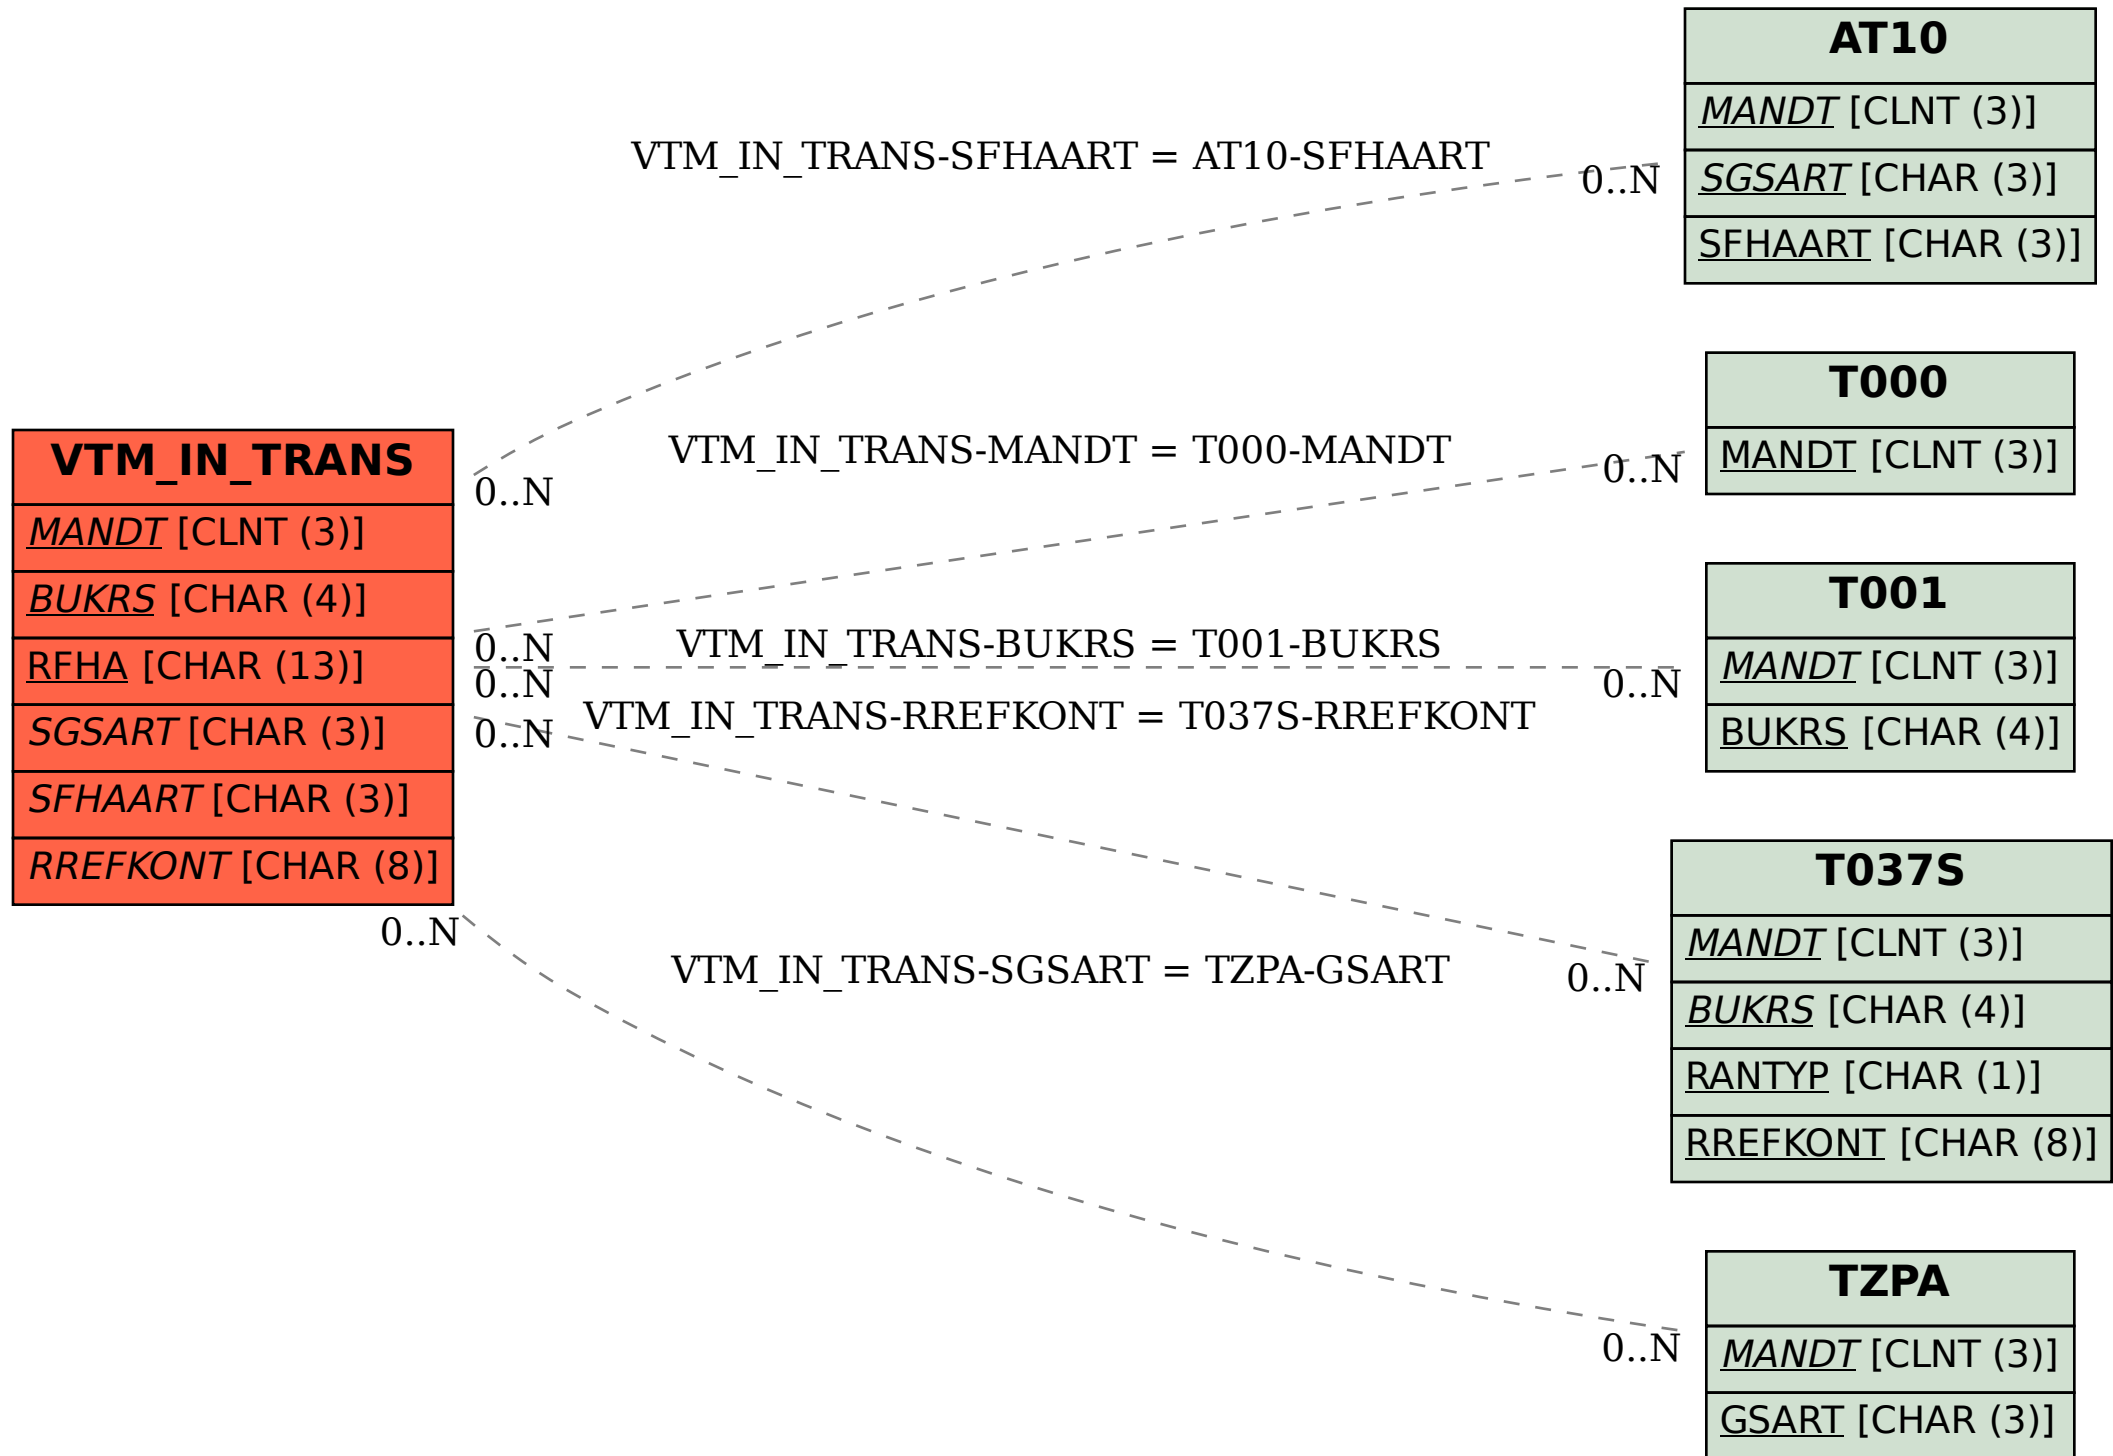 VTM_IN_TRANS
MANDT [CLNT (3)]
BUKRS [CHAR (4)]
RFHA [CHAR (13)]
SGSART [CHAR (3)]
SFHAART [CHAR (3)]
RREFKONT [CHAR (8)]
VTM_IN_TRANS-SFHAART = AT10-SFHAART
0..N
0..N
VTM_IN_TRANS-MANDT = T000-MANDT
0..N
0..N
VTM_IN_TRANS-BUKRS = T001-BUKRS
0..N
0..N
VTM_IN_TRANS-RREFKONT = T037S-RREFKONT
0..N
0..N
VTM_IN_TRANS-SGSART = TZPA-GSART
0..N
0..N
AT10
MANDT [CLNT (3)]
SGSART [CHAR (3)]
SFHAART [CHAR (3)]
T000
MANDT [CLNT (3)]
T001
MANDT [CLNT (3)]
BUKRS [CHAR (4)]
T037S
MANDT [CLNT (3)]
BUKRS [CHAR (4)]
RANTYP [CHAR (1)]
RREFKONT [CHAR (8)]
TZPA
MANDT [CLNT (3)]
GSART [CHAR (3)]